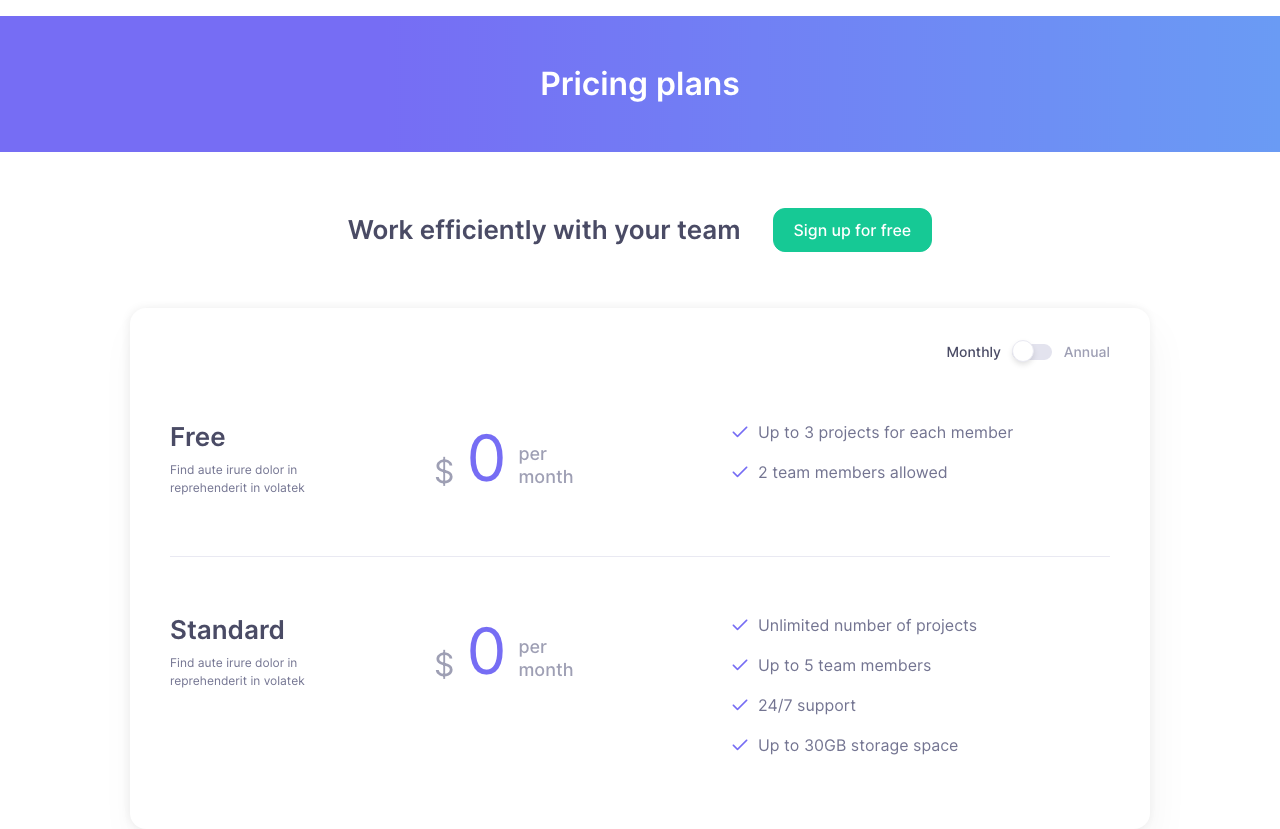 Pricing plans
Work efficiently with your team
Sign up for free
Monthly
Annual
Free
Find aute irure dolor in
reprehenderit in volatek
$ 0 per
month
Up to 3 projects for each member
2 team members allowed
Standard
Find aute irure dolor in
reprehenderit in volatek
$ 0 per
month
Unlimited number of projects
Up to 5 team members
24/7 support
Up to 30GB storage space